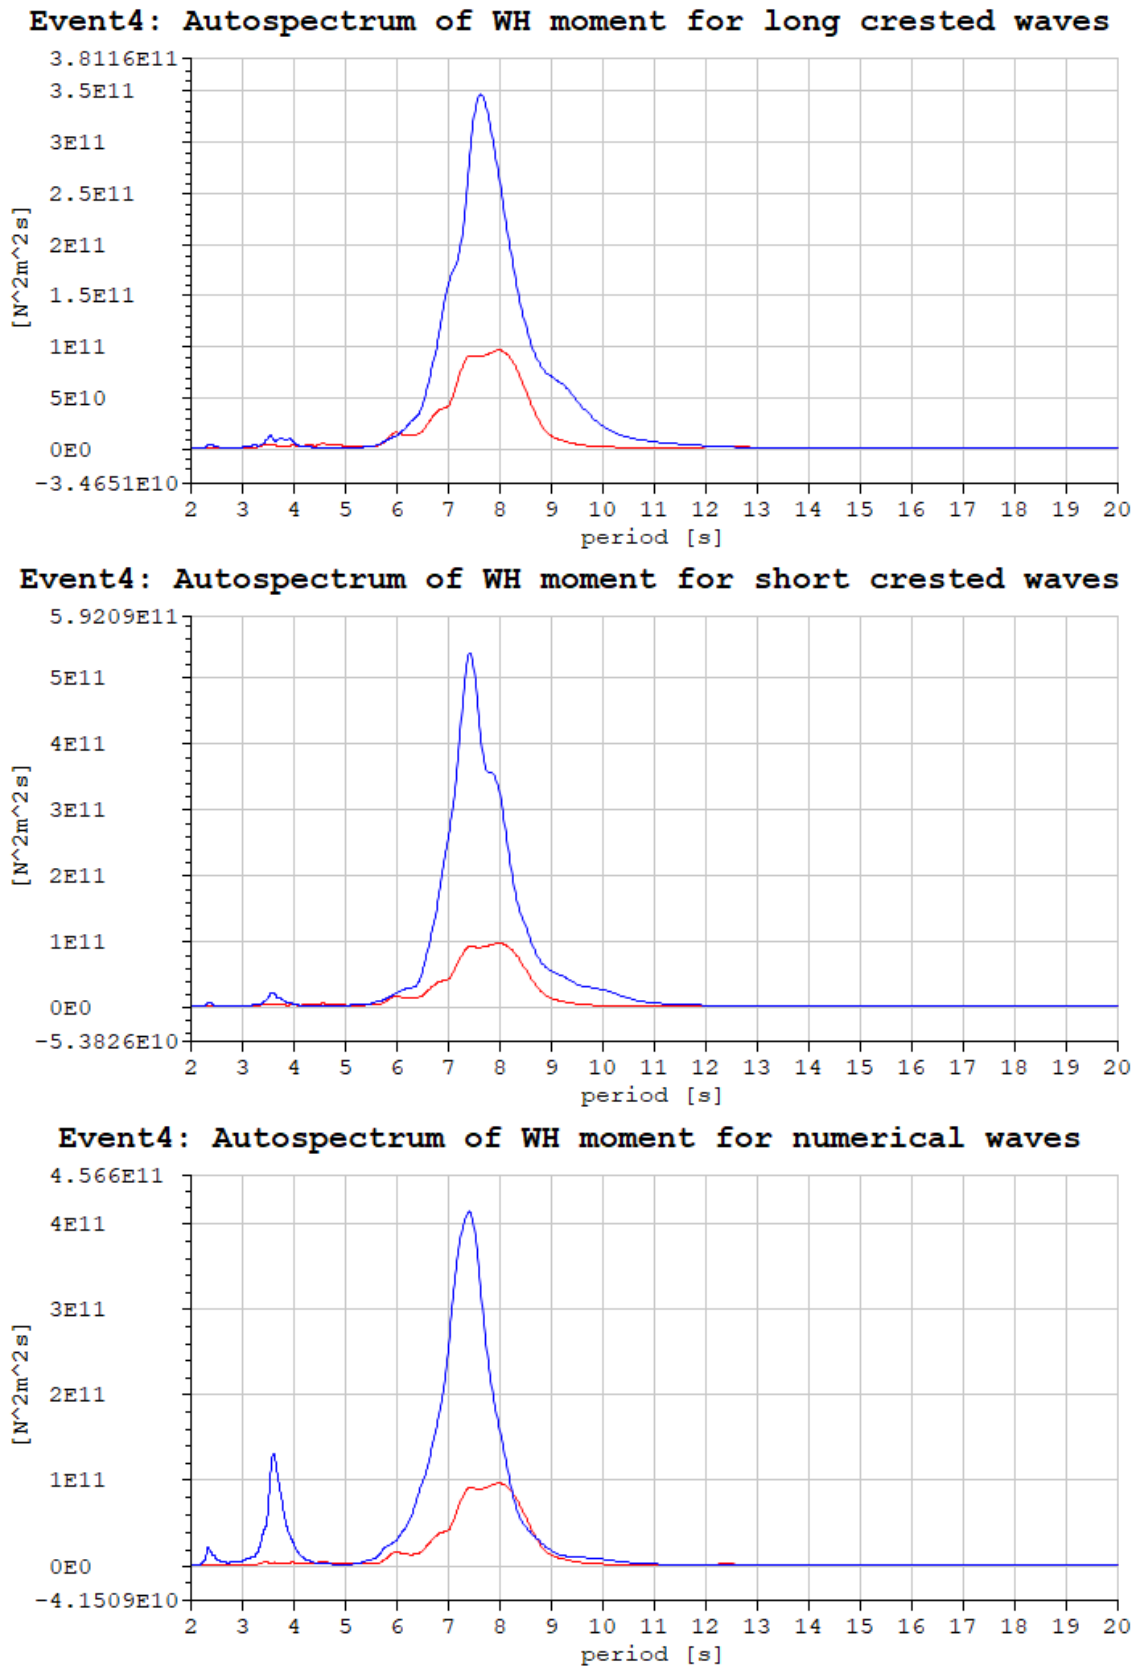 Event4: Autospectrum of WH moment for long crested waves
3.8116E11
3.5E11
3E11
2.5E11
2E11
1.5E11
1E11
5E10
0E0
-3.4651E10
[N^2m^2s]
2 3 4 5 6 7 8 9 10 11 12 13 14 15 16 17 18 19 20
period [s]
Event4: Autospectrum of WH moment for short crested waves
5.9209E11
5E11
4E11
3E11
2E11
1E11
0E0
-5.3826E10
[N^2m^2s]
2 3 4 5 6 7 8 9 10 11 12 13 14 15 16 17 18 19 20
period [s]
Event4: Autospectrum of WH moment for numerical waves
4.566E11
4E11
3E11
2E11
1E11
0E0
-4.1509E10
[N^2m^2s]
2 3 4 5 6 7 8 9 10 11 12 13 14 15 16 17 18 19 20
period [s]